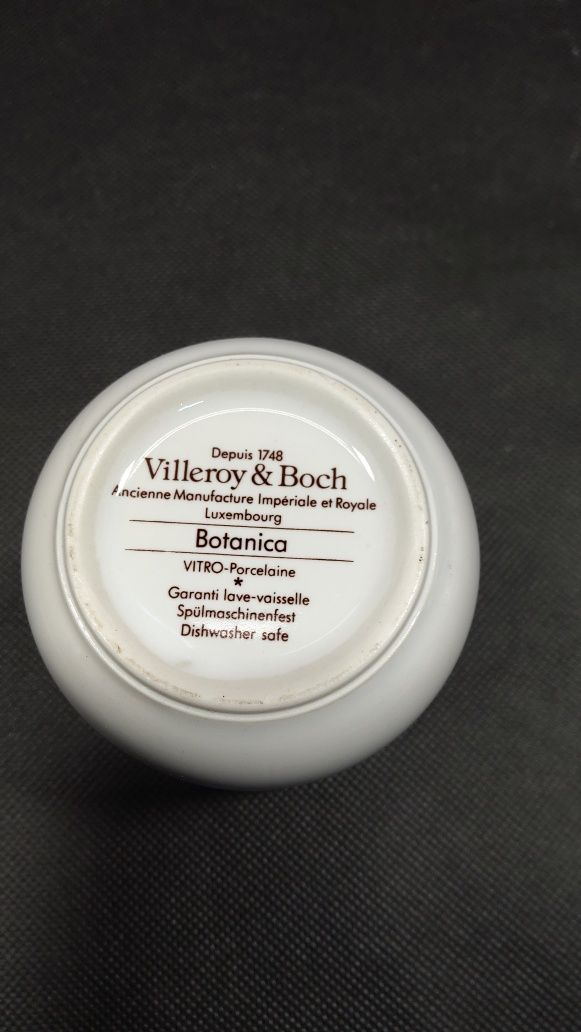 Depuis 1748
Villeroy & Boch
Ancienne Manufacture Impériale et Royale
Luxembourg
Botanica
VITRO-Porcelaine
*
Garanti lave-vaisselle
Spülmaschinenfest
Dishwasher safe